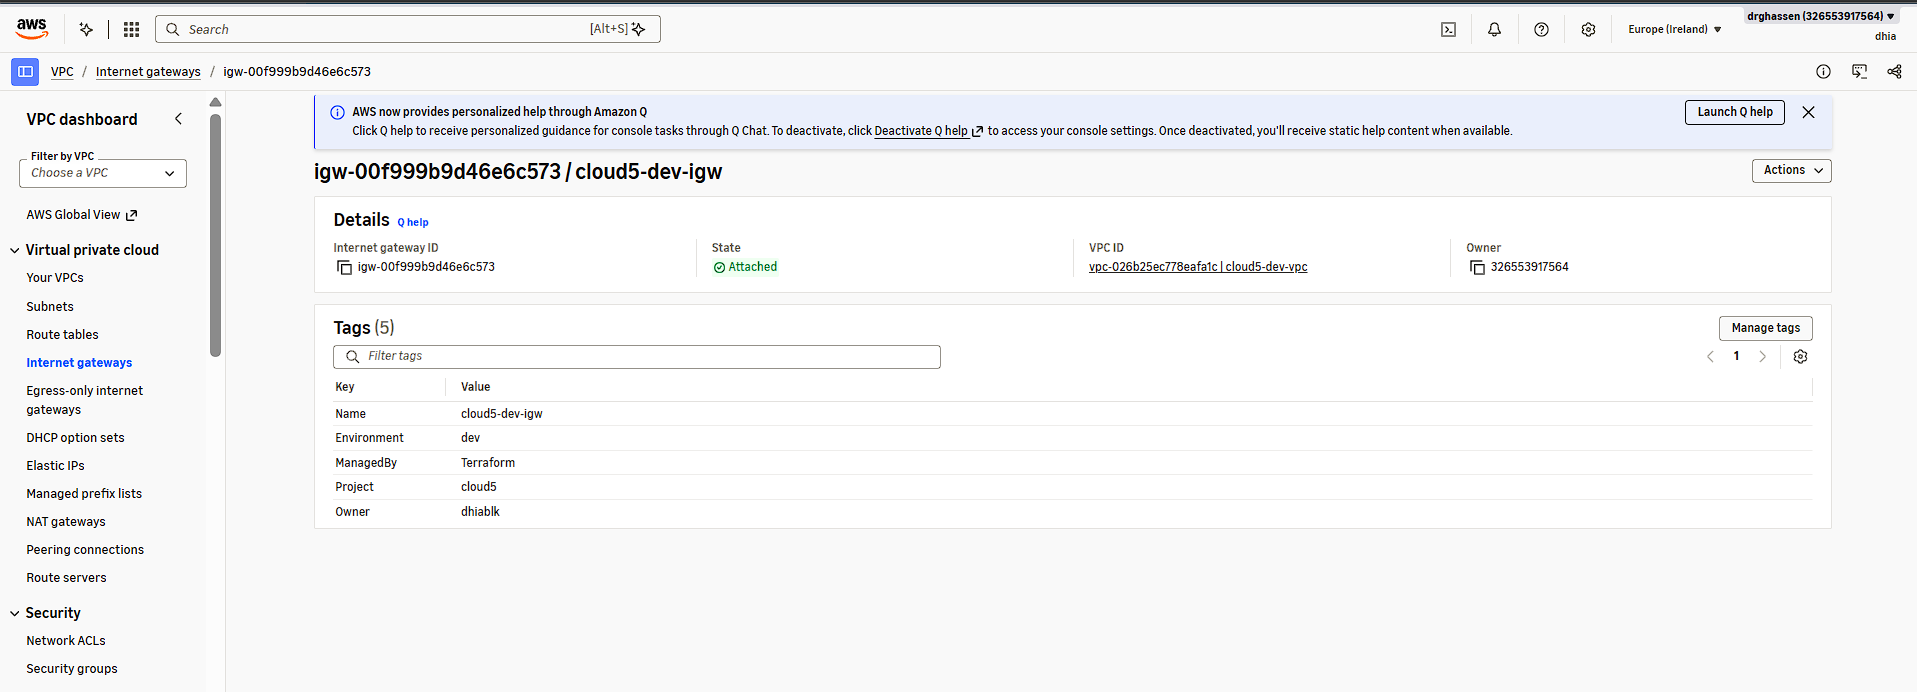 aws
Search
[Alt+S]
Europe (Ireland) ▼
drghassen (326553917564) ▼
dhia
VPC / Internet gateways / igw-00f999b9d46e6c573
VPC dashboard
Filter by VPC
Choose a VPC
AWS Global View
Virtual private cloud
Your VPCs
Subnets
Route tables
Internet gateways
Egress-only internet
gateways
DHCP option sets
Elastic IPs
Managed prefix lists
NAT gateways
Peering connections
Route servers
Security
Network ACLs
Security groups
AWS now provides personalized help through Amazon Q
Click Q help to receive personalized guidance for console tasks through Q Chat. To deactivate, click Deactivate Q help to access your console settings. Once deactivated, you'll receive static help content when available.
Launch Q help
igw-00f999b9d46e6c573 / cloud5-dev-igw
Actions
Details Q help
Internet gateway ID
igw-00f999b9d46e6c573
State
Attached
VPC ID
vpc-026b25ec778eafa1c | cloud5-dev-vpc
Owner
326553917564
Tags (5)
Manage tags
Filter tags
1
Key Value
Name cloud5-dev-igw
Environment dev
ManagedBy Terraform
Project cloud5
Owner dhiablk